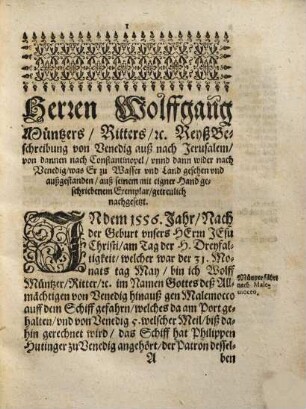 1
Herren Wolffgang
Müntzers / Ritters / ꝛc. Reyß Be-
schreibung von Venedig auß nach Jerusalem /
von dannen nach Constantinopel / vnnd dann wider nach
Venedig / was Er zu Wasser vnd Land gesehen vnd
außgestanden / auß seinem mit eigner Hand ge-
schriebenem Exemplar / getreulich
nachgesetzt.
IN dem 1556. Jahr / Nach
der Geburt vnsers HErrn JEsu
Christi / am Tag der H. Dreyfal-
tigkeit / welcher war der 31. Mo-
nats tag May / bin ich Wolff
Müntzer / Ritter / ꝛc. im Namen Gottes deß All-
mächtigen von Venedig hinauß gen Malemocco
auff dem Schiff gefahrn / welches da am Port ge-
halten / vnd von Venedig 5. welscher Meil / biß da-
hin gerechnet wird / das Schiff hat Philippen
Hutinger zu Venedig angehört / der Patron dessel-
A ben
Müntzer fährt
nach Male-
mocco,